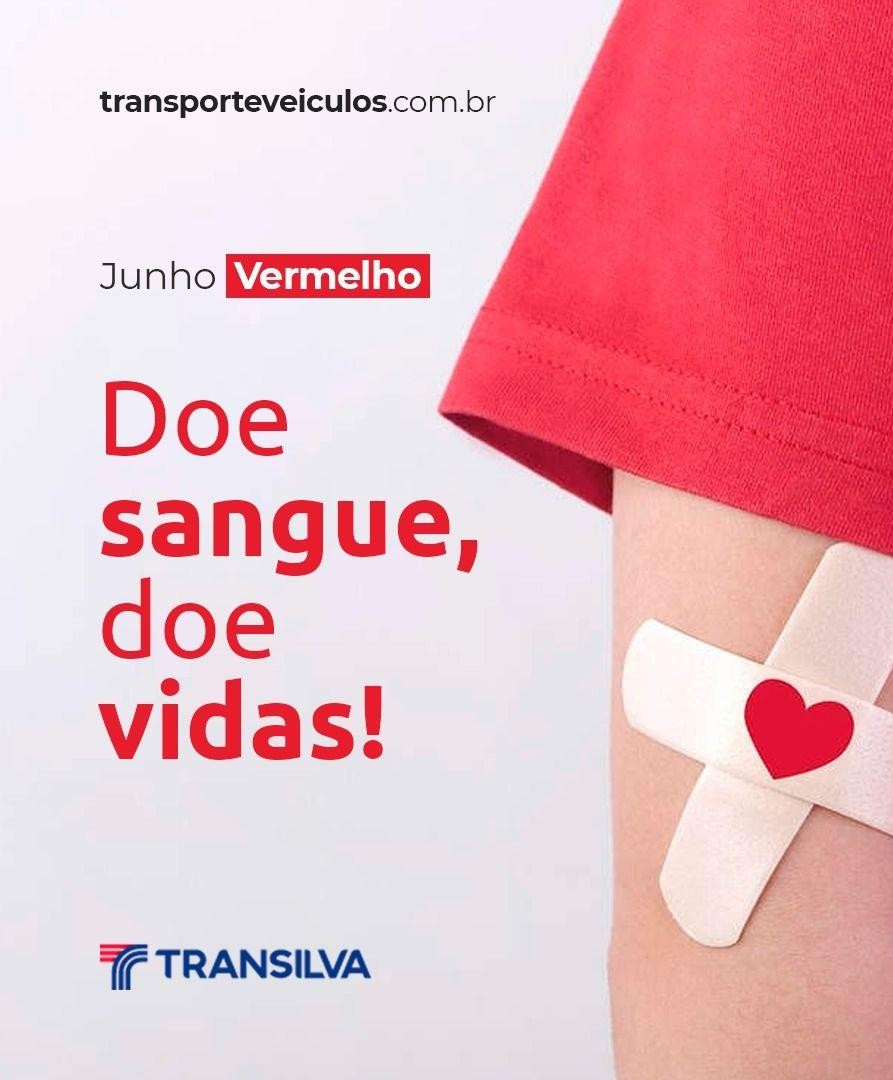 transporteveiculos.com.br
Junho Vermelho
Doe
sangue,
doe
vidas!
TRANSILVA